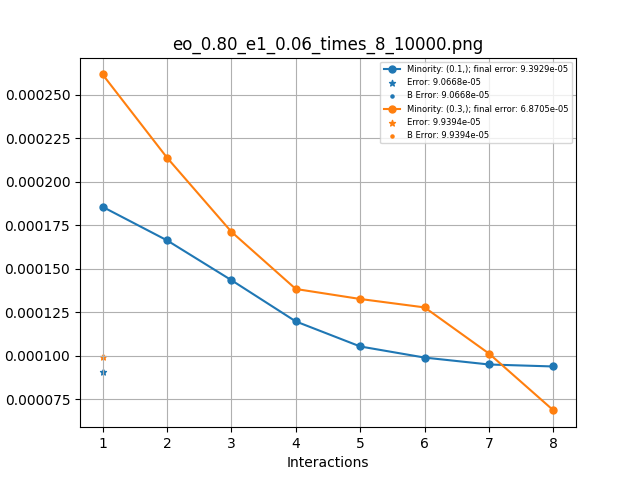 eo_0.80_e1_0.06_times_8_10000.png
Minority: (0.1,); final error: 9.3929e-05
Error: 9.0668e-05
B Error: 9.0668e-05
Minority: (0.3,); final error: 6.8705e-05
Error: 9.9394e-05
B Error: 9.9394e-05
0.000250
0.000225
0.000200
0.000175
0.000150
0.000125
0.000100
0.000075
1 2 3 4 5 6 7 8
Interactions